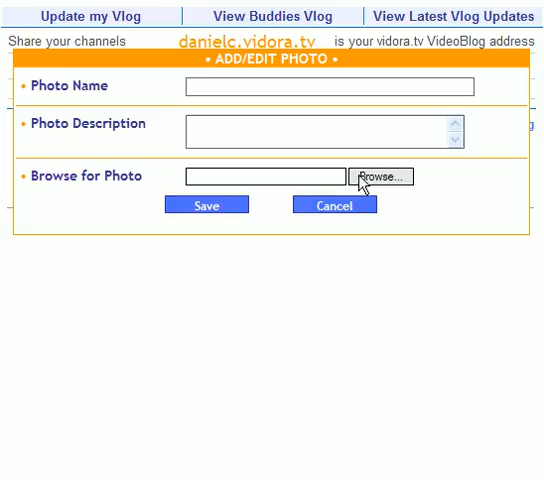 Update my Vlog View Buddies Vlog View Latest Vlog Updates
Share your channels danielc.vidora.tv is your vidora.tv VideoBlog address
• ADD/EDIT PHOTO •
• Photo Name
• Photo Description
• Browse for Photo Browse...
Save Cancel